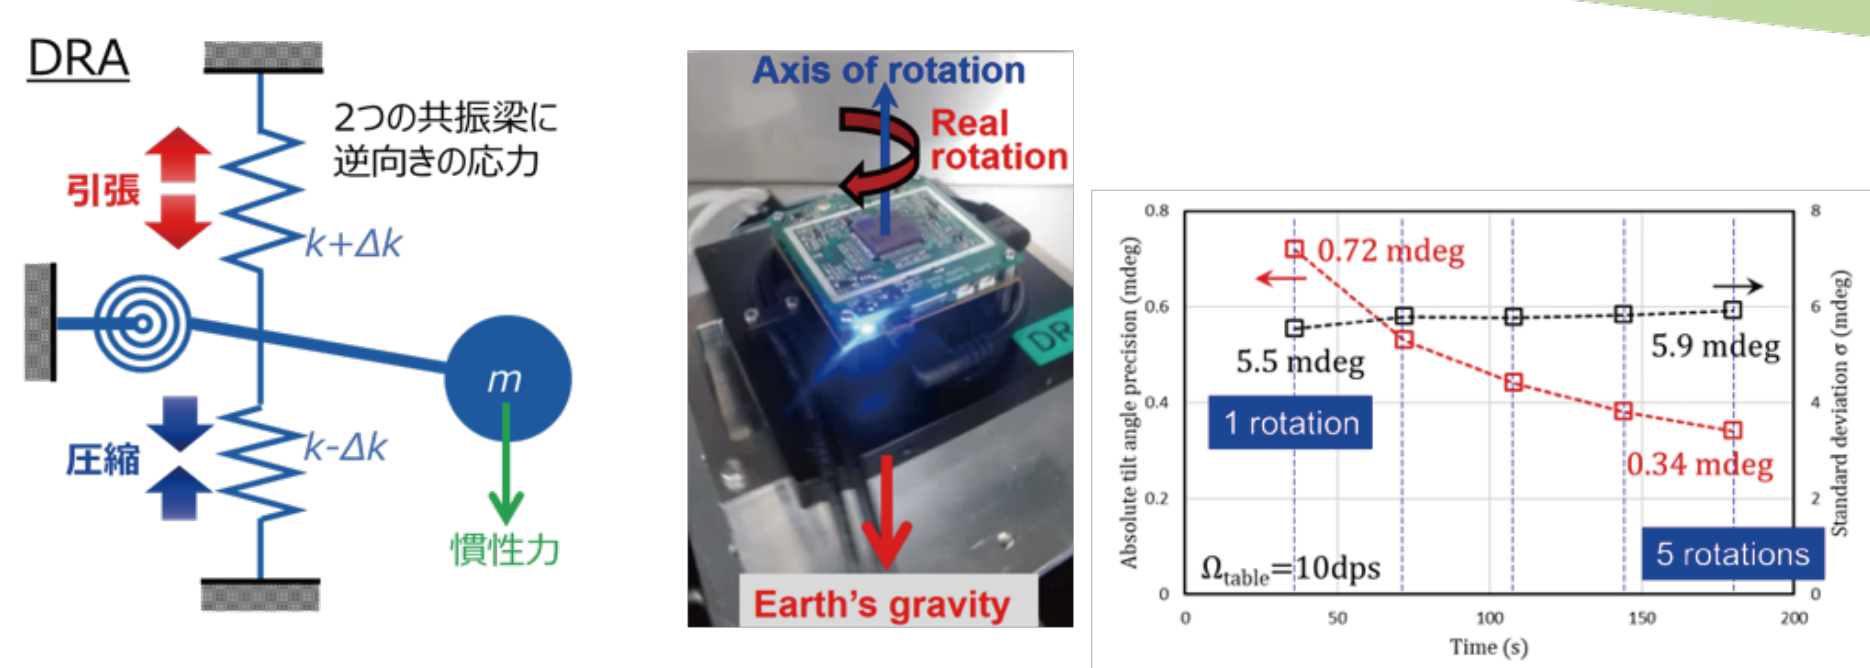 DRA
2つの共振梁に
逆向きの応力
引張
k+Δk
m
圧縮
k-Δk
慣性力
Axis of rotation
Real
rotation
DR
Earth's gravity
Absolute tilt angle precision (mdeg)
0.8
0.6
0.4
0.2
0
8
6
4
2
0
Standard deviation σ (mdeg)
0.72 mdeg
5.5 mdeg
5.9 mdeg
1 rotation
0.34 mdeg
5 rotations
Ωtable=10dps
0
50
100
150
200
Time (s)